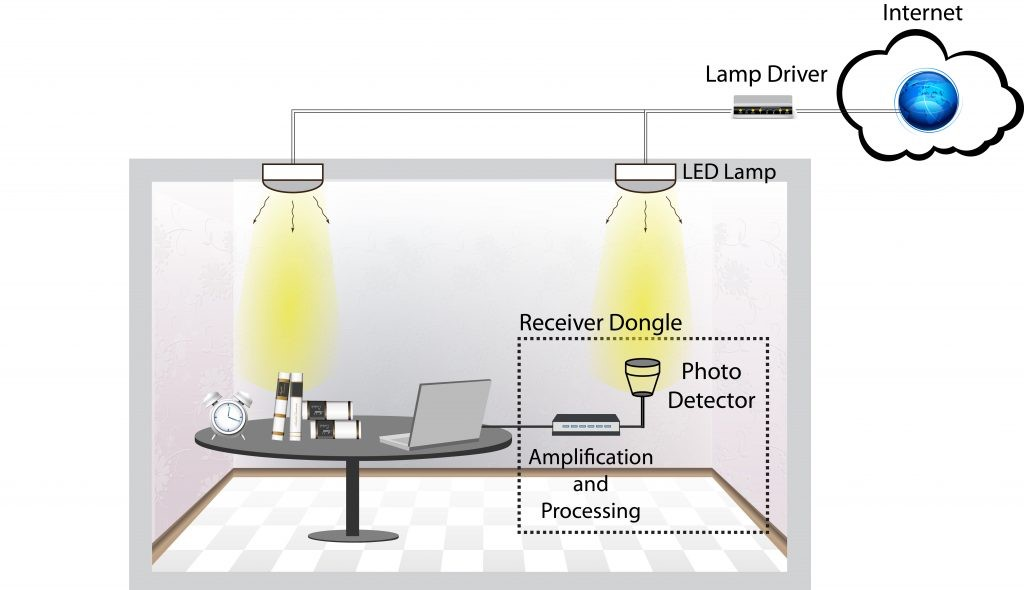 Internet
Lamp Driver
LED Lamp
Receiver Dongle
Photo
Detector
Amplification
and
Processing